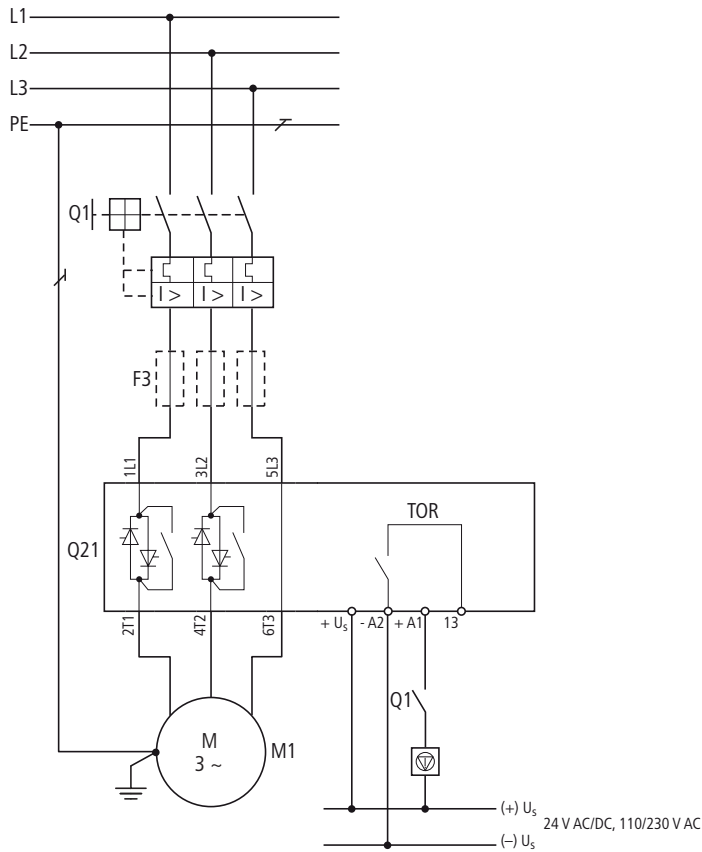 L1
L2
L3
PE
Q1
I > I > I >
F3
1L1 3L2 5L3
TOR
Q21
2T1 4T2 6T3
+ Us - A2 + A1 13
Q1
M
3 ~
M1
(+) Us
24 V AC/DC, 110/230 V AC
(–) Us